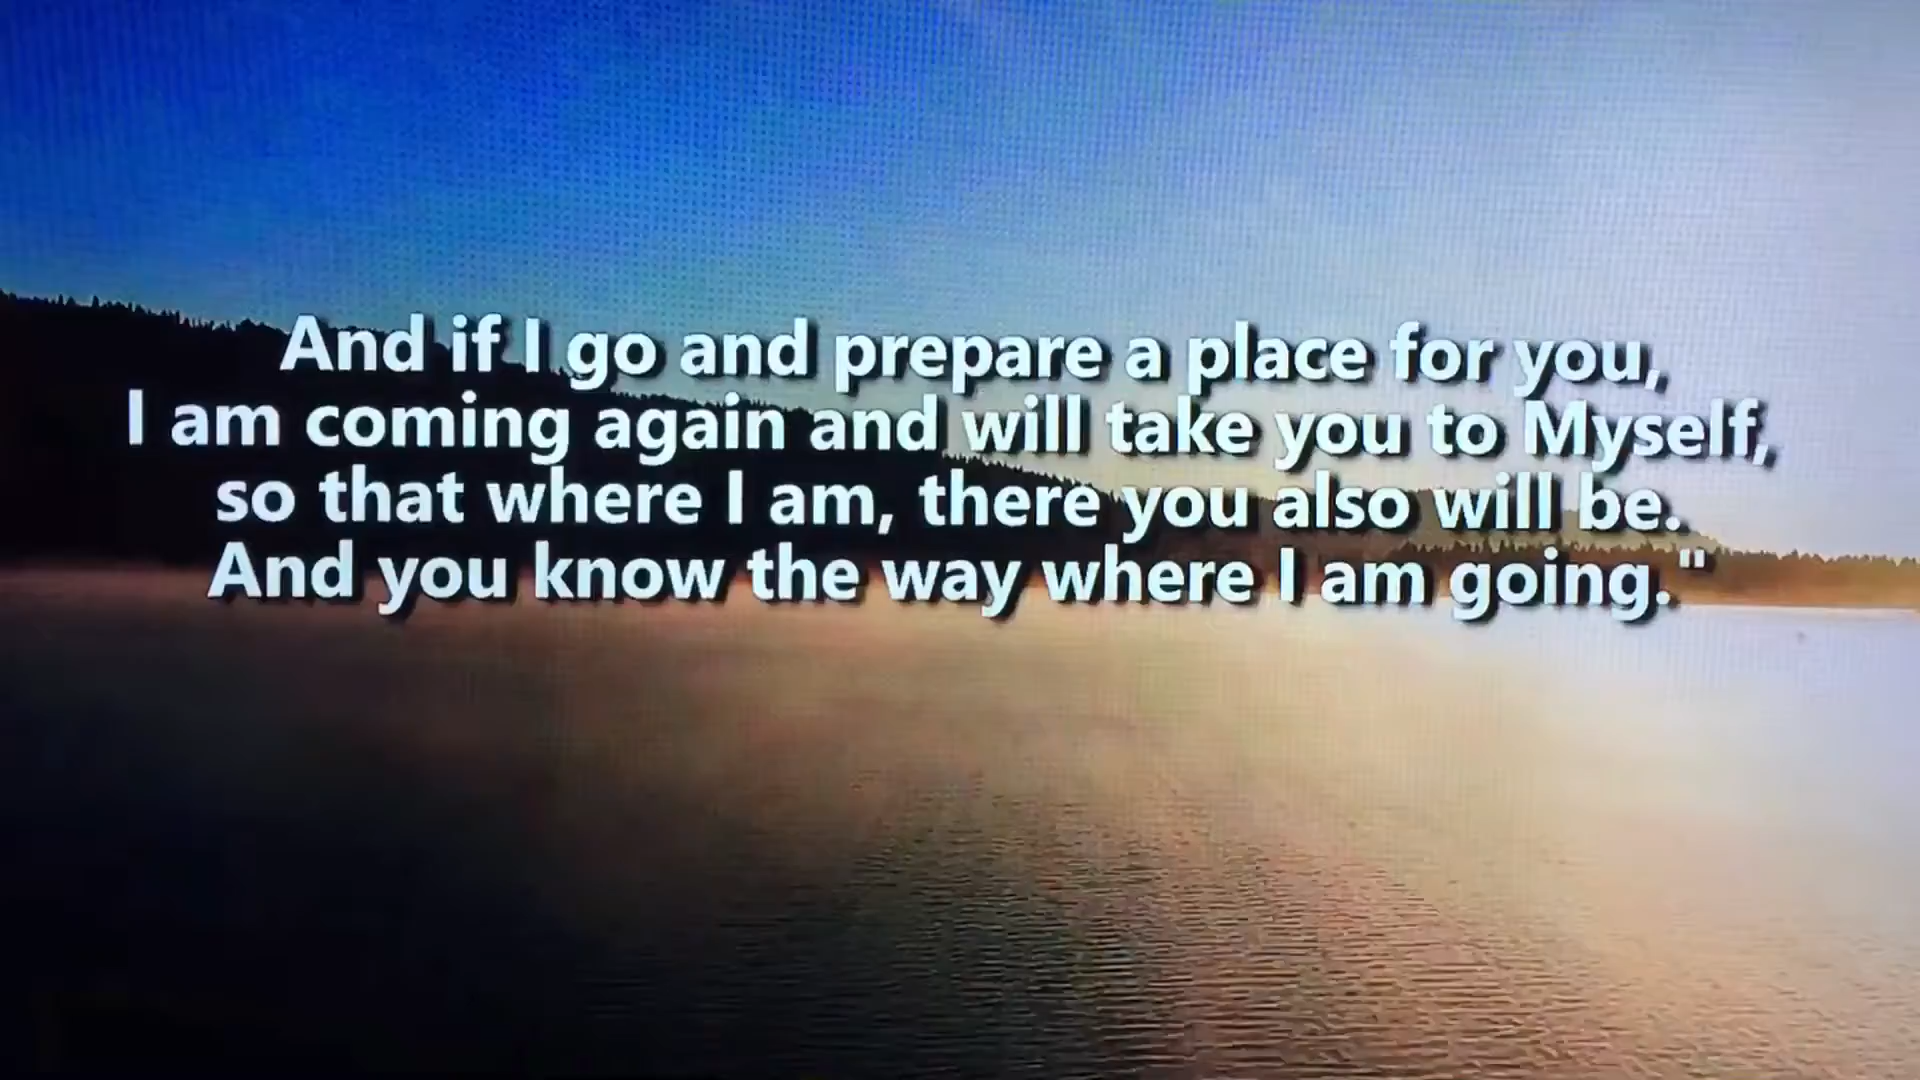 And if I go and prepare a place for you,
I am coming again and will take you to Myself,
so that where I am, there you also will be.
And you know the way where I am going."